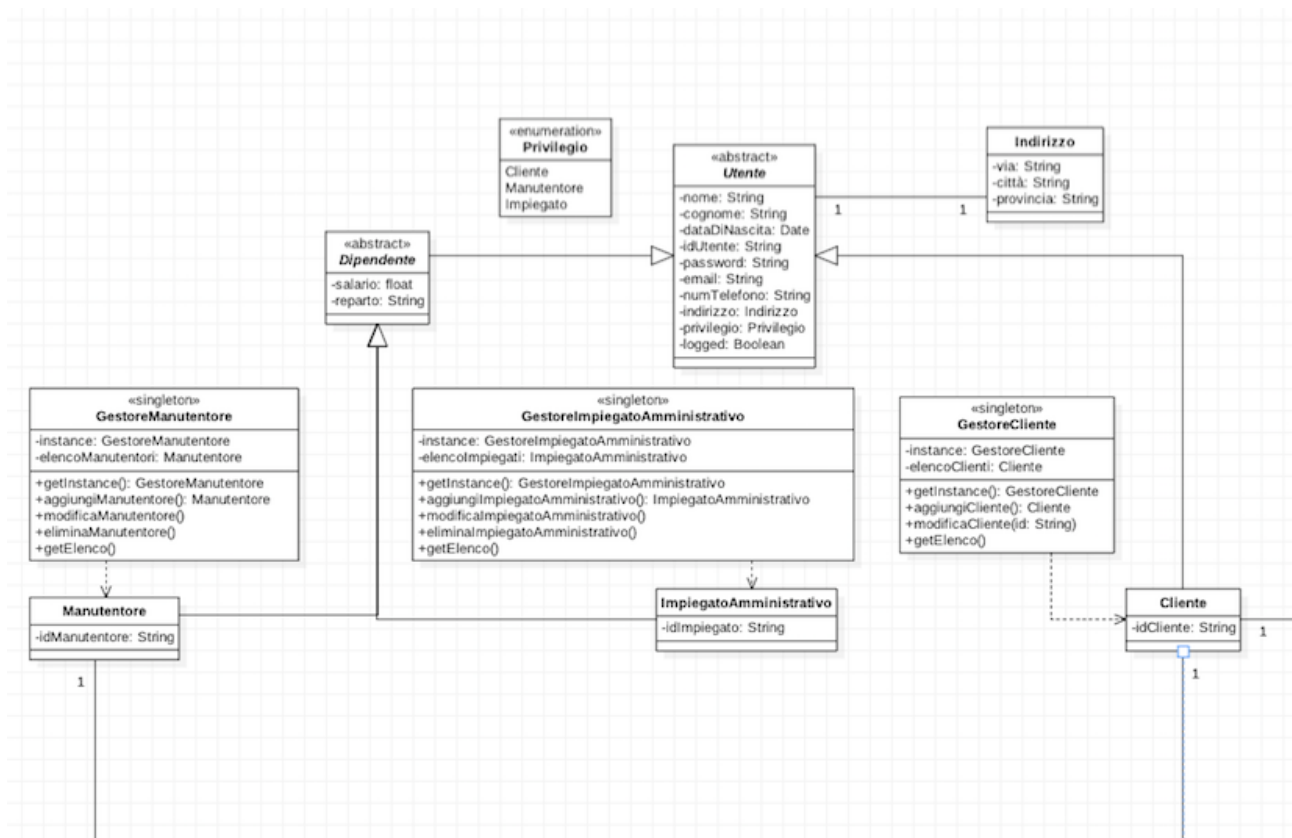 «enumeration»
Privilegio
Cliente
Manutentore
Impiegato
«abstract»
Utente
-nome: String
-cognome: String
-dataDiNascita: Date
-idUtente: String
-password: String
-email: String
-numTelefono: String
-indirizzo: Indirizzo
-privilegio: Privilegio
-logged: Boolean
1
1
Indirizzo
-via: String
-città: String
-provincia: String
«abstract»
Dipendente
-salario: float
-reparto: String
«singleton»
GestoreManutentore
-instance: GestoreManutentore
-elencoManutentori: Manutentore
+getInstance(): GestoreManutentore
+aggiungiManutentore(): Manutentore
+modificaManutentore()
+eliminaManutentore()
+getElenco()
«singleton»
GestoreImpiegatoAmministrativo
-instance: GestoreImpiegatoAmministrativo
-elencoImpiegati: ImpiegatoAmministrativo
+getInstance(): GestoreImpiegatoAmministrativo
+aggiungiImpiegatoAmministrativo(): ImpiegatoAmministrativo
+modificaImpiegatoAmministrativo()
+eliminaImpiegatoAmministrativo()
+getElenco()
«singleton»
GestoreCliente
-instance: GestoreCliente
-elencoClienti: Cliente
+getInstance(): GestoreCliente
+aggiungiCliente(): Cliente
+modificaCliente(id: String)
+getElenco()
Manutentore
-idManutentore: String
1
ImpiegatoAmministrativo
-idImpiegato: String
Cliente
-idCliente: String
1
1